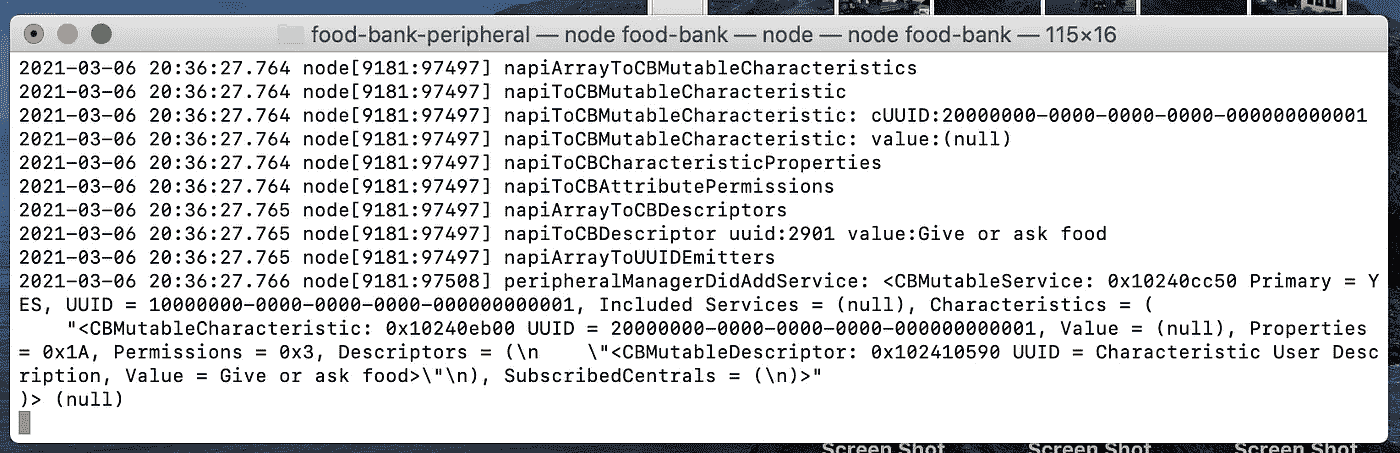 food-bank-peripheral — node food-bank — node — node food-bank — 115×16
2021-03-06 20:36:27.764 node[9181:97497] napiArrayToCBMutableCharacteristics
2021-03-06 20:36:27.764 node[9181:97497] napiToCBMutableCharacteristic
2021-03-06 20:36:27.764 node[9181:97497] napiToCBMutableCharacteristic: cUUID:20000000-0000-0000-0000-000000000001
2021-03-06 20:36:27.764 node[9181:97497] napiToCBMutableCharacteristic: value:(null)
2021-03-06 20:36:27.764 node[9181:97497] napiToCBCharacteristicProperties
2021-03-06 20:36:27.764 node[9181:97497] napiToCBAttributePermissions
2021-03-06 20:36:27.765 node[9181:97497] napiArrayToCBDescriptors
2021-03-06 20:36:27.765 node[9181:97497] napiToCBDescriptor uuid:2901 value:Give or ask food
2021-03-06 20:36:27.765 node[9181:97497] napiArrayToUUIDEmitters
2021-03-06 20:36:27.766 node[9181:97508] peripheralManagerDidAddService: <CBMutableService: 0x10240cc50 Primary = Y
ES, UUID = 10000000-0000-0000-0000-000000000001, Included Services = (null), Characteristics = (
    "<CBMutableCharacteristic: 0x10240eb00 UUID = 20000000-0000-0000-0000-000000000001, Value = (null), Properties
= 0x1A, Permissions = 0x3, Descriptors = (\n    \"<CBMutableDescriptor: 0x102410590 UUID = Characteristic User Desc
ription, Value = Give or ask food>\"\n), SubscribedCentrals = (\n)>"
)> (null)
Screen Shot Screen Shot Screen Shot